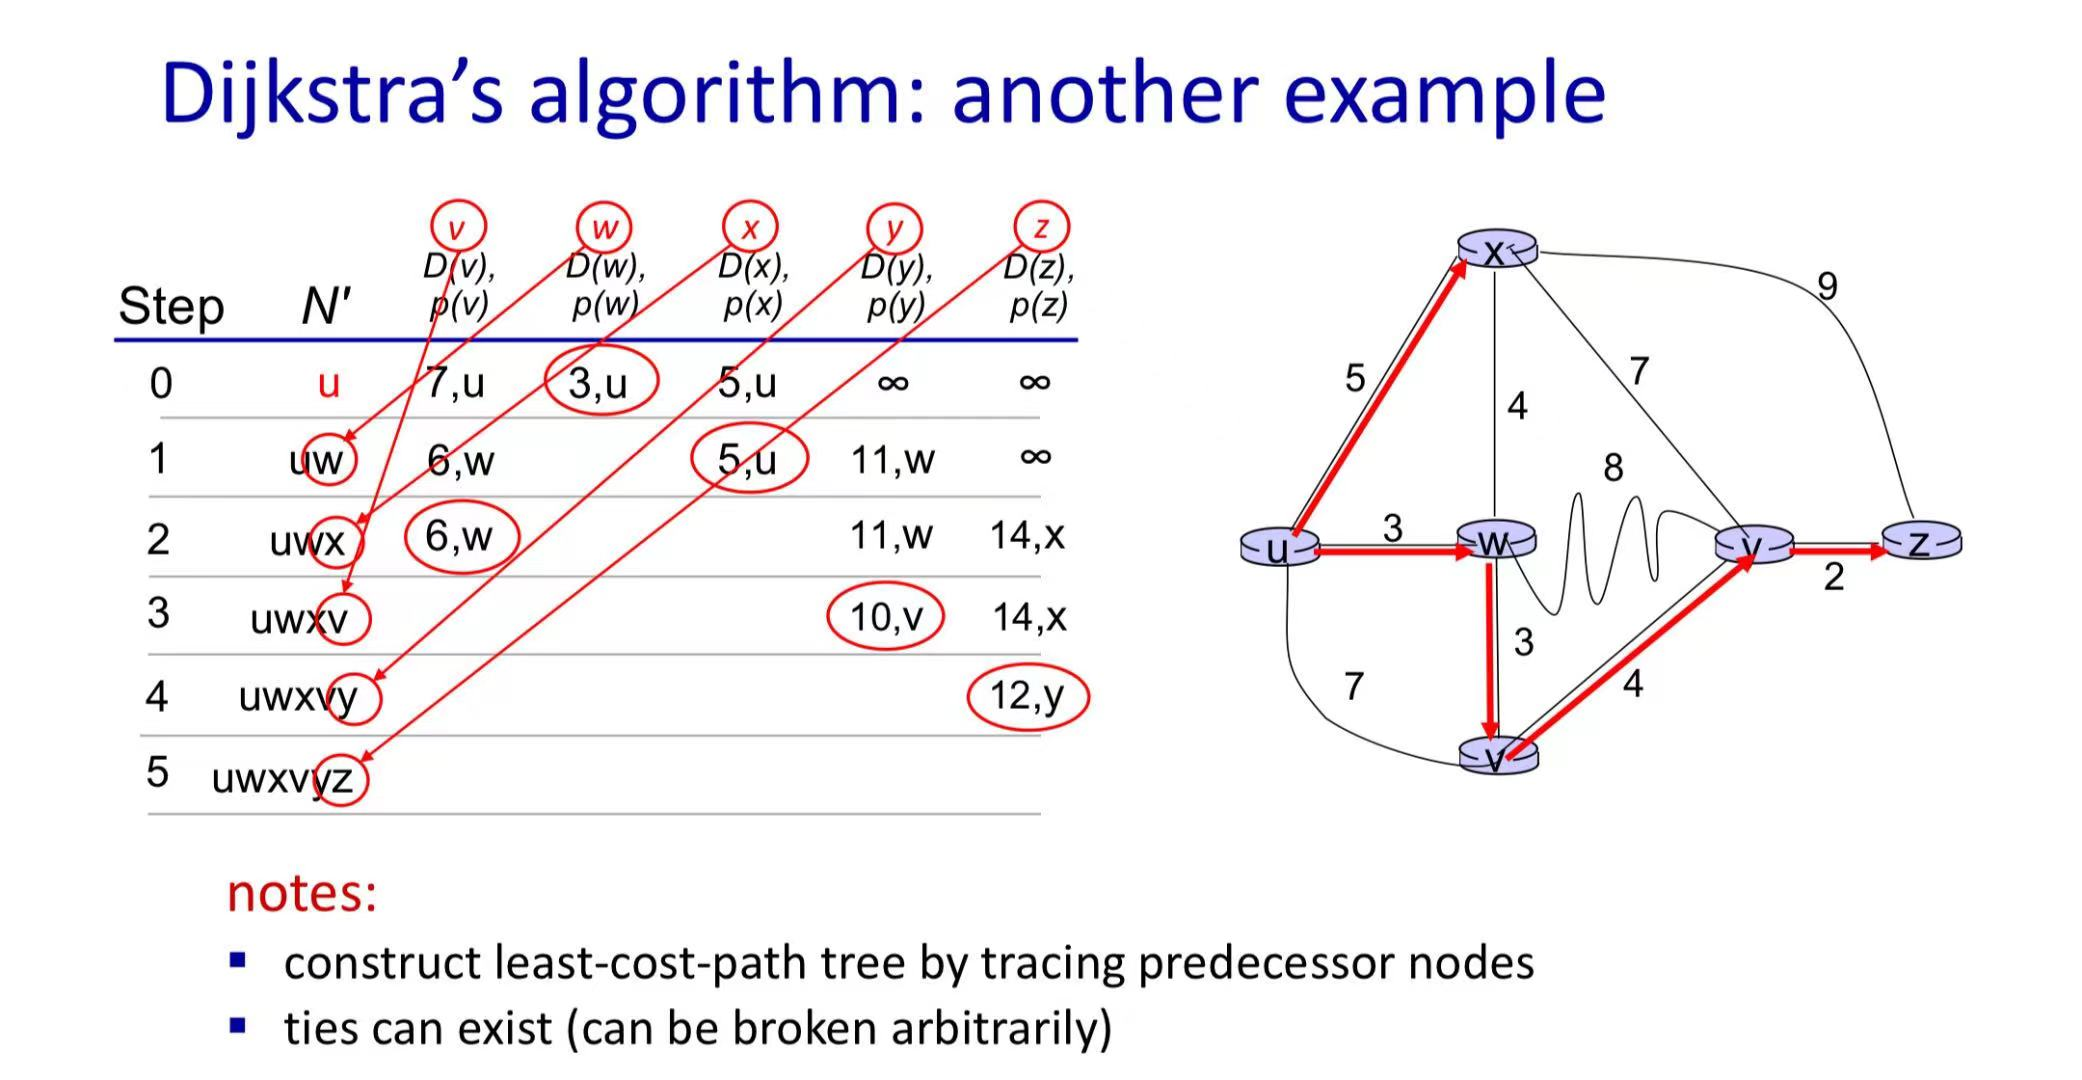 Dijkstra's algorithm: another example
v w x y z
D(v), D(w), D(x), D(y), D(z),
Step N' p(v) p(w) p(x) p(y) p(z)
0 u 7,u 3,u 5,u ∞ ∞
1 uw 6,w 5,u 11,w ∞
2 uwx 6,w 11,w 14,x
3 uwxv 10,v 14,x
4 uwxvy 12,y
5 uwxvyz
x
9
5
7
4
8
u
3
w
y
z
2
3
7
4
v
notes:
▪ construct least-cost-path tree by tracing predecessor nodes
▪ ties can exist (can be broken arbitrarily)